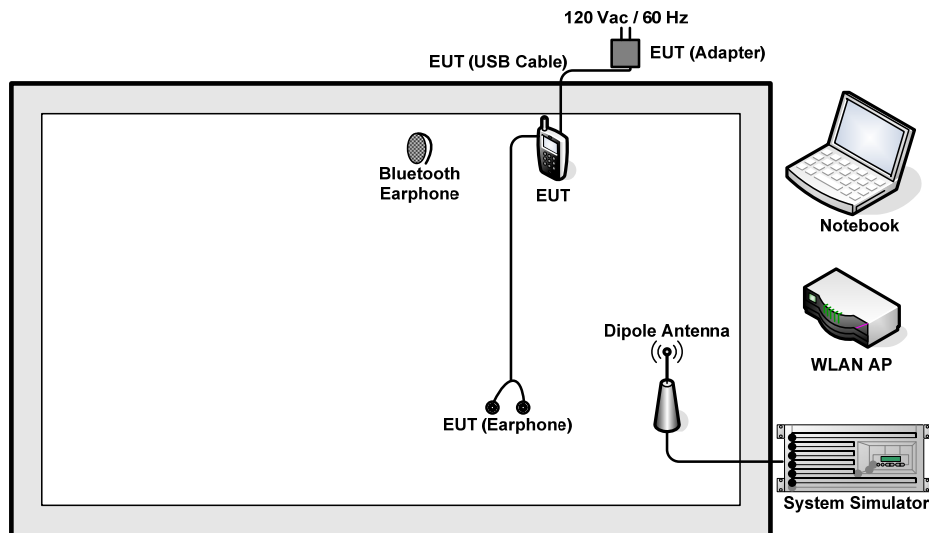 120 Vac / 60 Hz
EUT (Adapter)
EUT (USB Cable)
Bluetooth
Earphone
EUT
Notebook
Dipole Antenna
WLAN AP
EUT (Earphone)
System Simulator